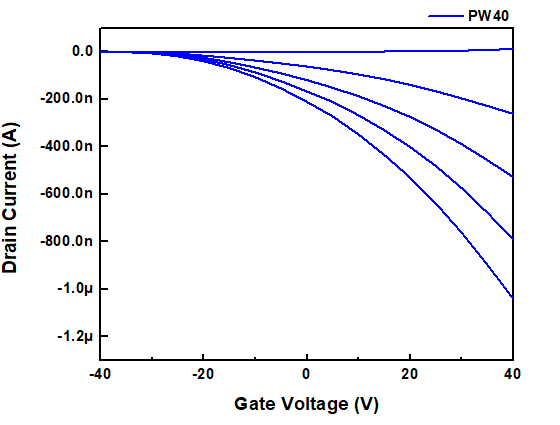 PW40
0.0
-200.0n
-400.0n
-600.0n
-800.0n
-1.0µ
-1.2µ
-40
-20
0
20
40
Drain Current (A)
Gate Voltage (V)